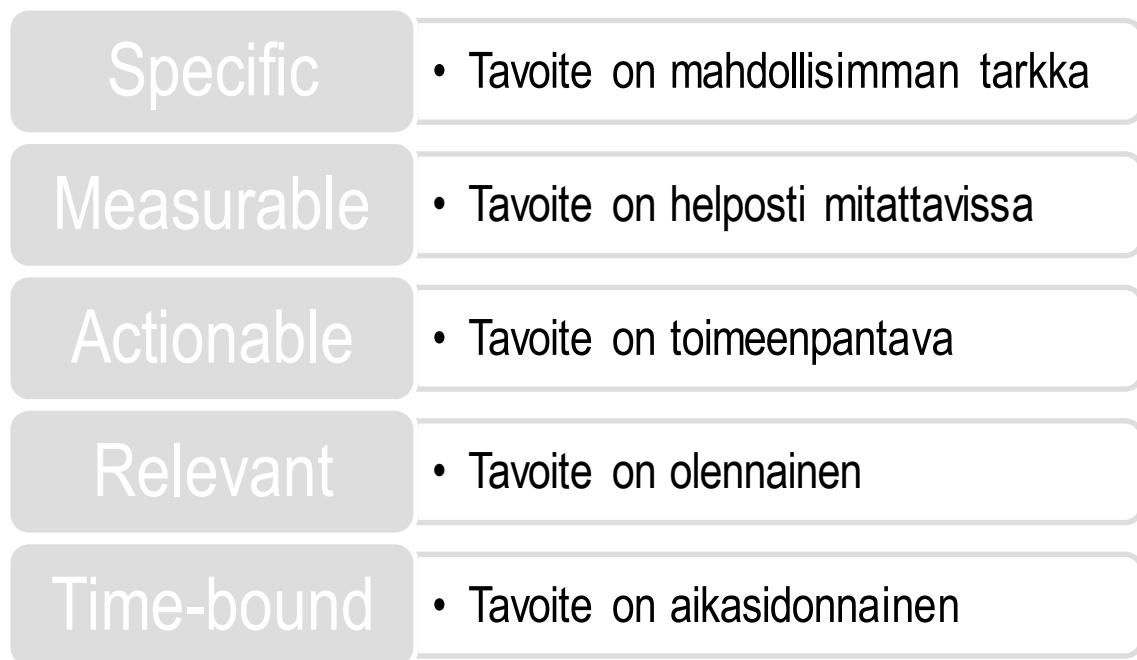 Specific
• Tavoite on mahdollisimman tarkka
Measurable
• Tavoite on helposti mitattavissa
Actionable
• Tavoite on toimeenpantava
Relevant
• Tavoite on olennainen
Time-bound
• Tavoite on aikasidonnainen